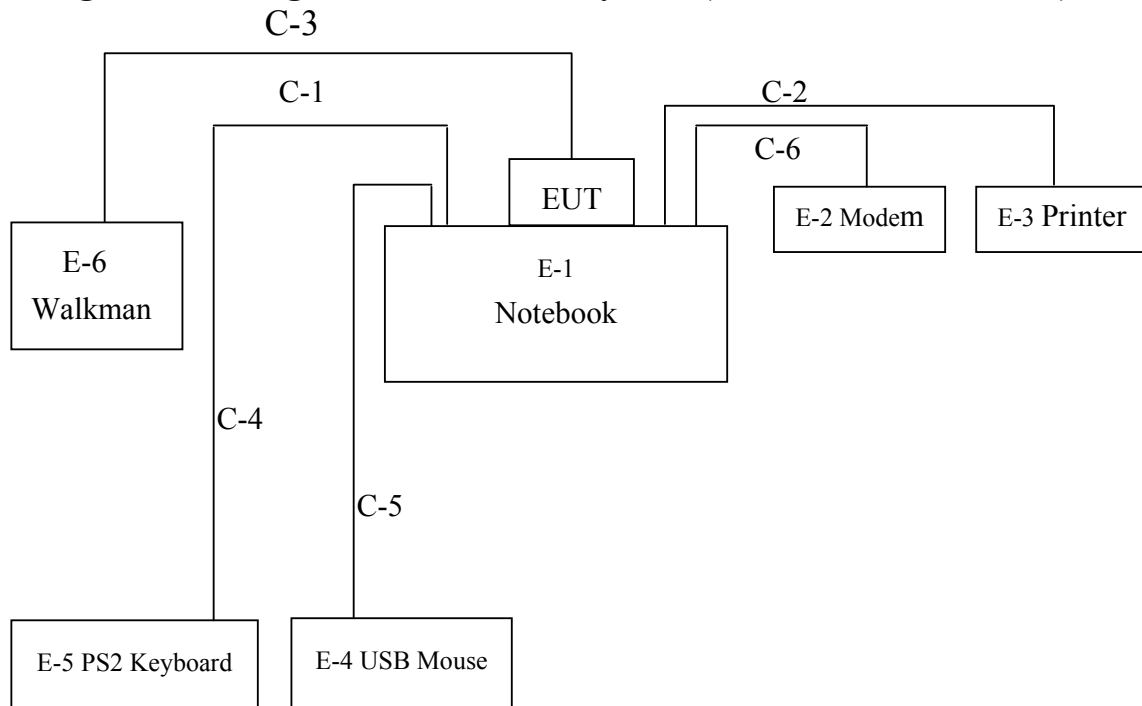 C-3
C-1
C-2
C-6
EUT
E-2 Modem
E-3 Printer
E-6
Walkman
E-1
Notebook
C-4
C-5
E-5 PS2 Keyboard
E-4 USB Mouse